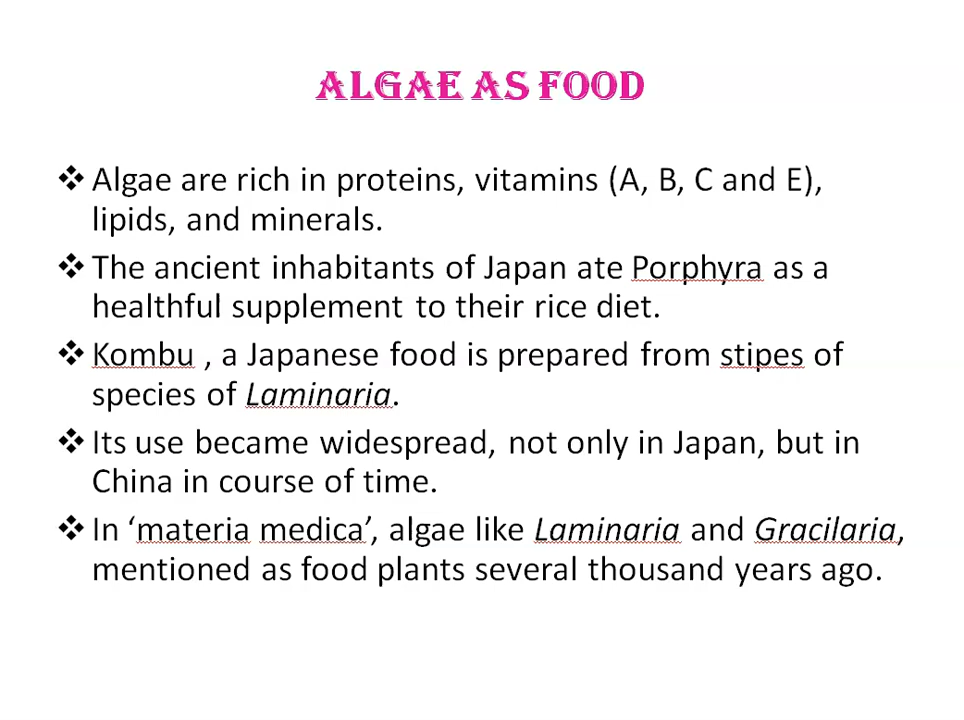 ALGAE AS FOOD
❖ Algae are rich in proteins, vitamins (A, B, C and E),
lipids, and minerals.
❖ The ancient inhabitants of Japan ate Porphyra as a
healthful supplement to their rice diet.
❖ Kombu , a Japanese food is prepared from stipes of
species of Laminaria.
❖ Its use became widespread, not only in Japan, but in
China in course of time.
❖ In ‘materia medica’, algae like Laminaria and Gracilaria,
mentioned as food plants several thousand years ago.